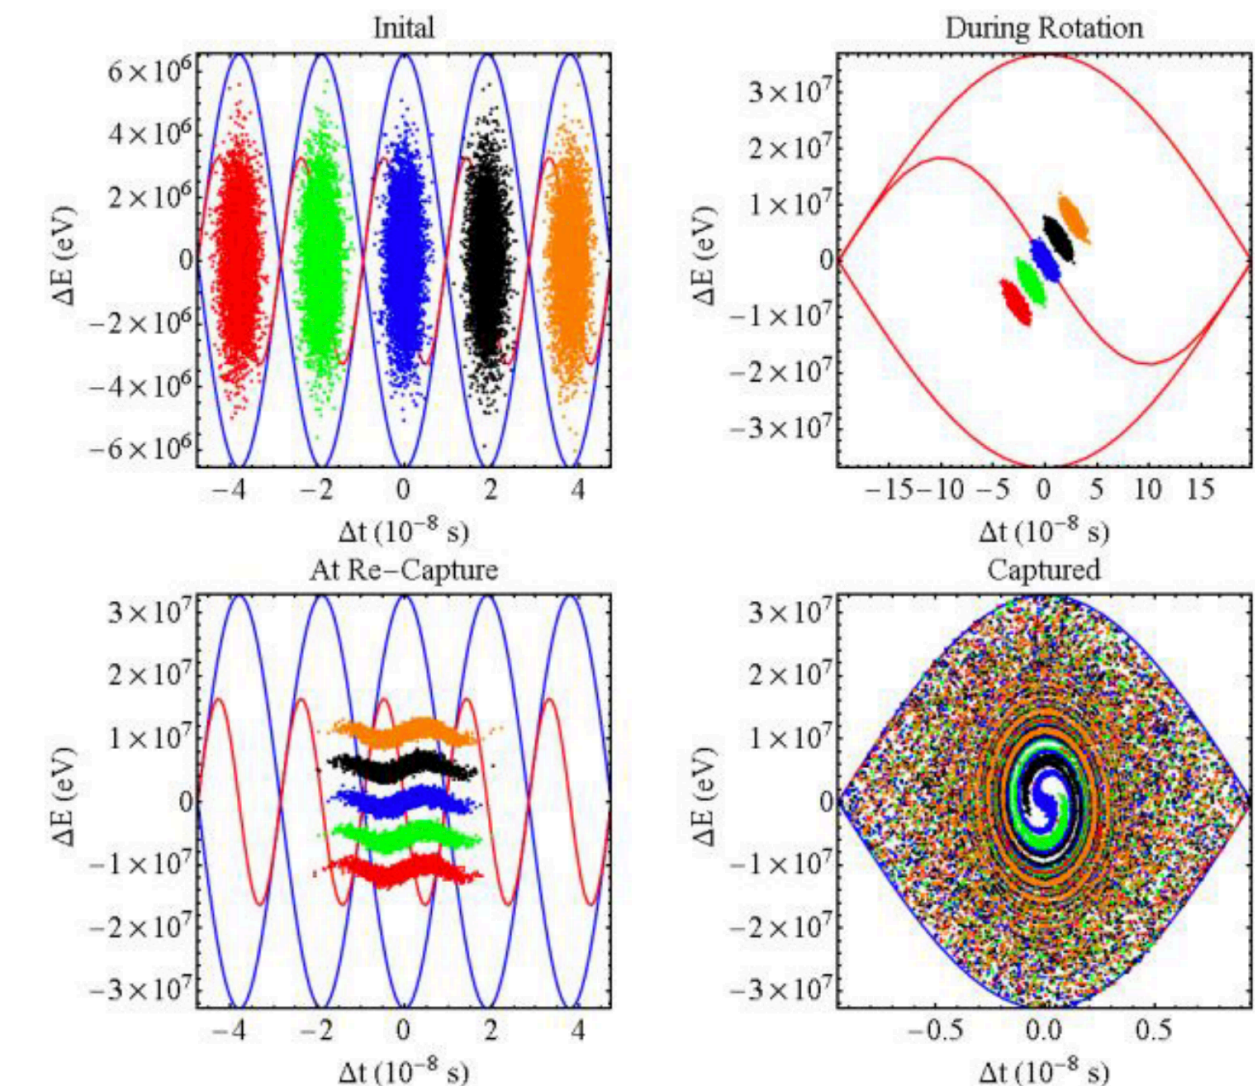 Inital
6×10⁶
4×10⁶
2×10⁶
0
−2×10⁶
−4×10⁶
−6×10⁶
ΔE (eV)
−4 −2 0 2 4
Δt (10⁻⁸ s)
During Rotation
3×10⁷
2×10⁷
1×10⁷
0
−1×10⁷
−2×10⁷
−3×10⁷
ΔE (eV)
−15−10 −5 0 5 10 15
Δt (10⁻⁸ s)
At Re−Capture
3×10⁷
2×10⁷
1×10⁷
0
−1×10⁷
−2×10⁷
−3×10⁷
ΔE (eV)
−4 −2 0 2 4
Δt (10⁻⁸ s)
Captured
3×10⁷
2×10⁷
1×10⁷
0
−1×10⁷
−2×10⁷
−3×10⁷
ΔE (eV)
−0.5 0.0 0.5
Δt (10⁻⁸ s)